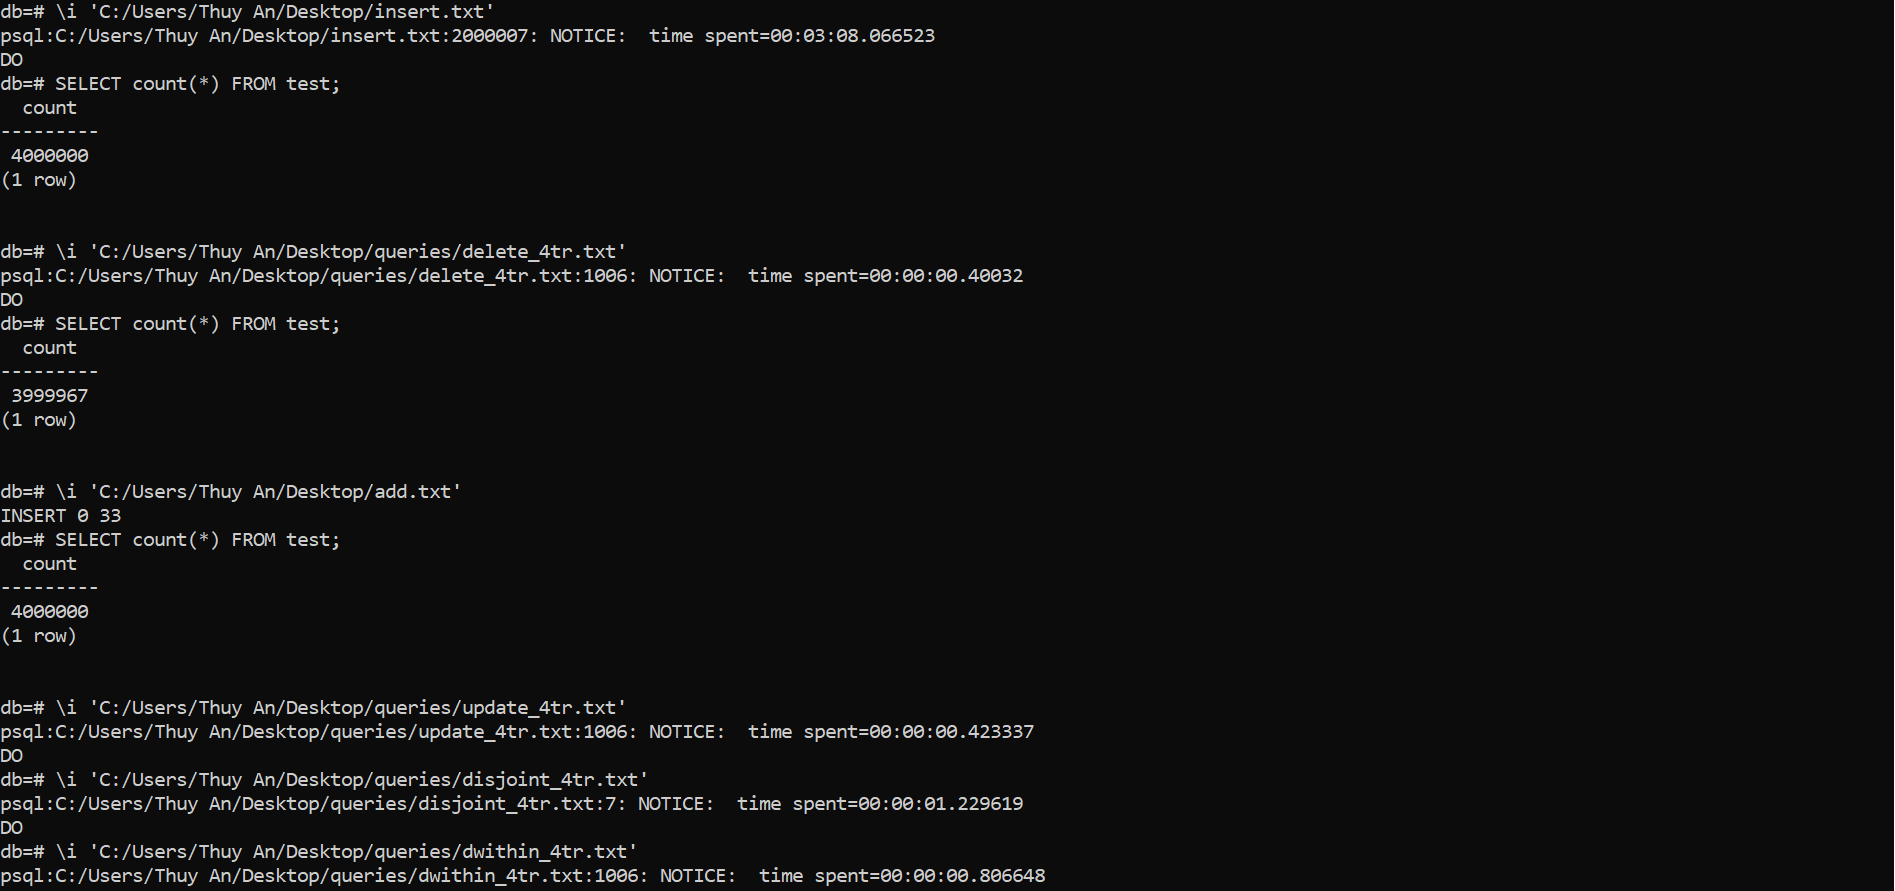 db=# \i 'C:/Users/Thuy An/Desktop/insert.txt'
psql:C:/Users/Thuy An/Desktop/insert.txt:2000007: NOTICE:  time spent=00:03:08.066523
DO
db=# SELECT count(*) FROM test;
  count
---------
 4000000
(1 row)


db=# \i 'C:/Users/Thuy An/Desktop/queries/delete_4tr.txt'
psql:C:/Users/Thuy An/Desktop/queries/delete_4tr.txt:1006: NOTICE:  time spent=00:00:00.40032
DO
db=# SELECT count(*) FROM test;
  count
---------
 3999967
(1 row)


db=# \i 'C:/Users/Thuy An/Desktop/add.txt'
INSERT 0 33
db=# SELECT count(*) FROM test;
  count
---------
 4000000
(1 row)


db=# \i 'C:/Users/Thuy An/Desktop/queries/update_4tr.txt'
psql:C:/Users/Thuy An/Desktop/queries/update_4tr.txt:1006: NOTICE:  time spent=00:00:00.423337
DO
db=# \i 'C:/Users/Thuy An/Desktop/queries/disjoint_4tr.txt'
psql:C:/Users/Thuy An/Desktop/queries/disjoint_4tr.txt:7: NOTICE:  time spent=00:00:01.229619
DO
db=# \i 'C:/Users/Thuy An/Desktop/queries/dwithin_4tr.txt'
psql:C:/Users/Thuy An/Desktop/queries/dwithin_4tr.txt:1006: NOTICE:  time spent=00:00:00.806648